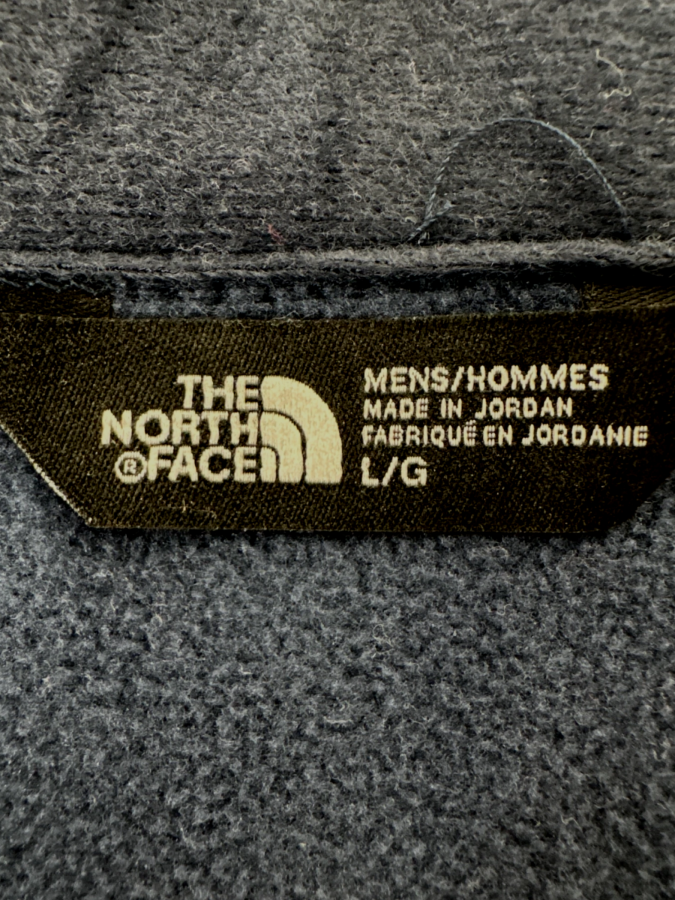 THE
NORTH
®FACE
MENS/HOMMES
MADE IN JORDAN
FABRIQUÉ EN JORDANIE
L/G